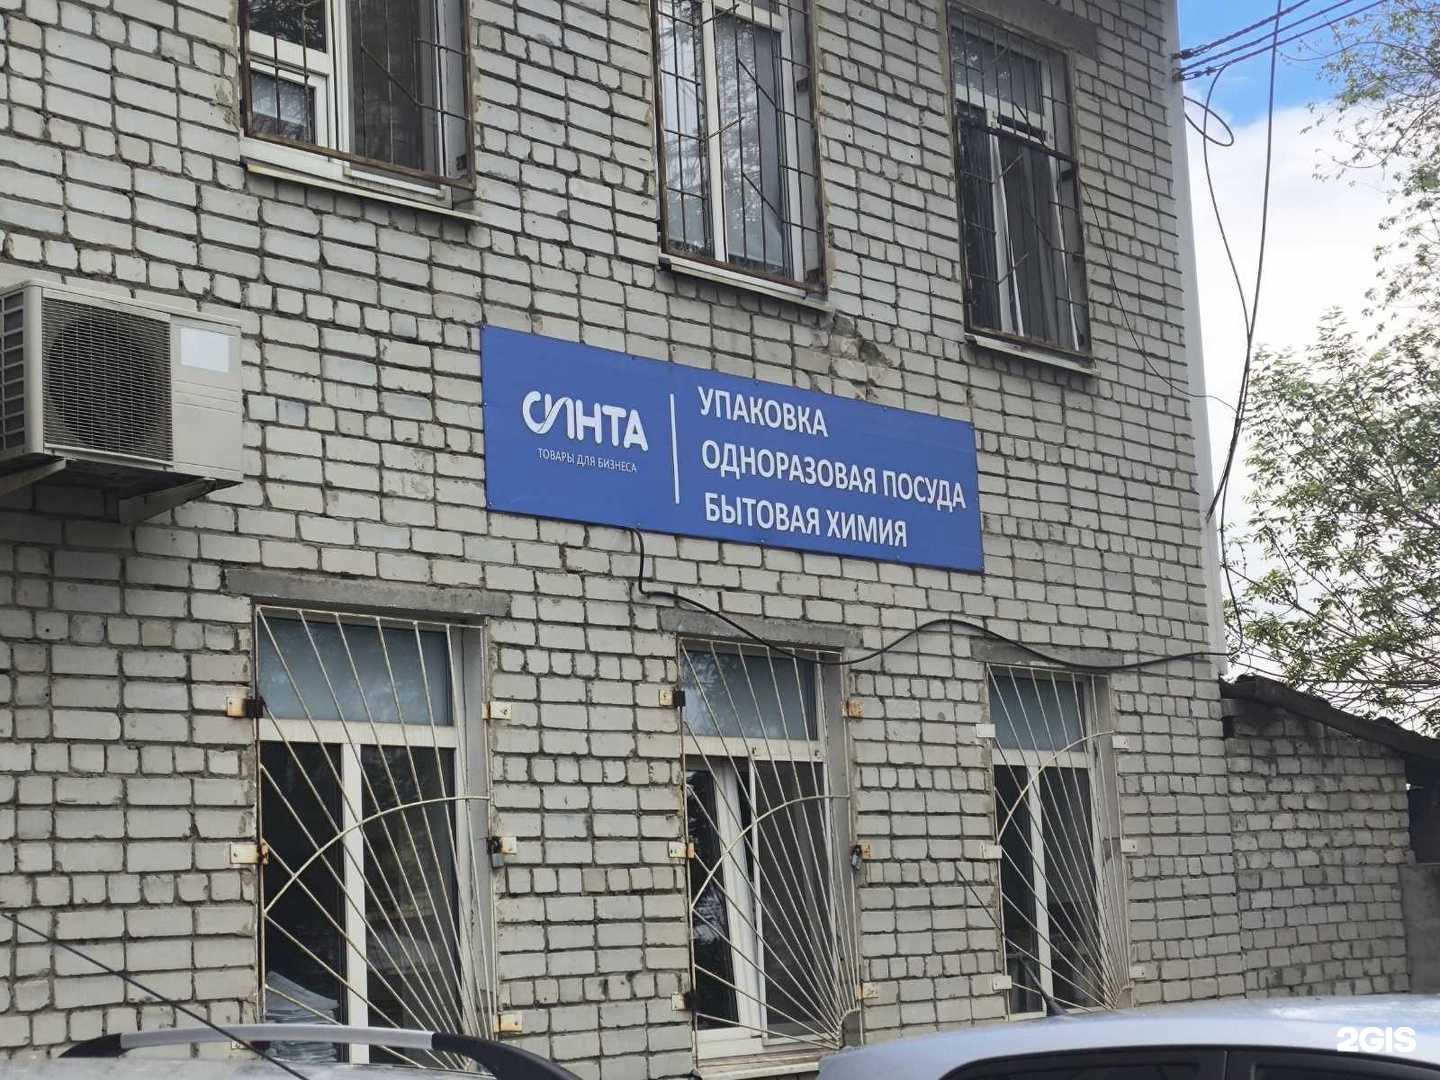 СИНТА
ТОВАРЫ ДЛЯ БИЗНЕСА
УПАКОВКА
ОДНОРАЗОВАЯ ПОСУДА
БЫТОВАЯ ХИМИЯ
2GIS